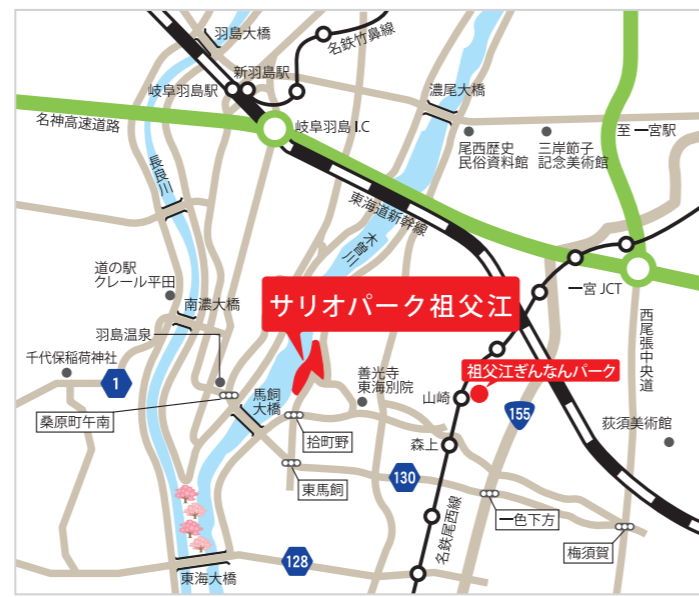 羽島大橋
名鉄竹鼻線
新羽島駅
岐阜羽島駅
濃尾大橋
名神高速道路
岐阜羽島 I.C
至 一宮駅
尾西歴史
民俗資料館
三岸節子
記念美術館
長良川
東海道新幹線
木曽川
道の駅
クレール平田
南濃大橋
サリオパーク祖父江
一宮 JCT
西尾張中央道
羽島温泉
千代保稲荷神社
1
馬飼
大橋
善光寺
東海別院
祖父江ぎんなんパーク
山崎
155
桑原町午南
拾町野
森上
荻須美術館
東馬飼
130
一色下方
名鉄尾西線
梅須賀
128
東海大橋